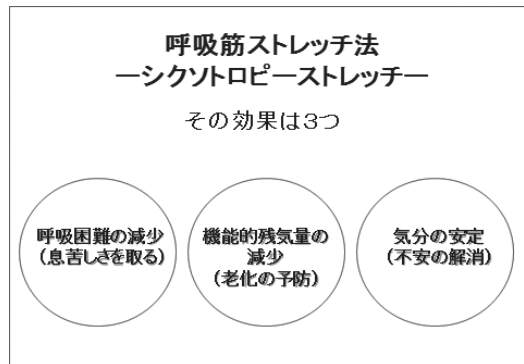 呼吸筋ストレッチ法
―シクソトロピーストレッチ―
その効果は3つ
呼吸困難の減少
（息苦しさを取る）
機能的残気量の
減少
（老化の予防）
気分の安定
（不安の解消）